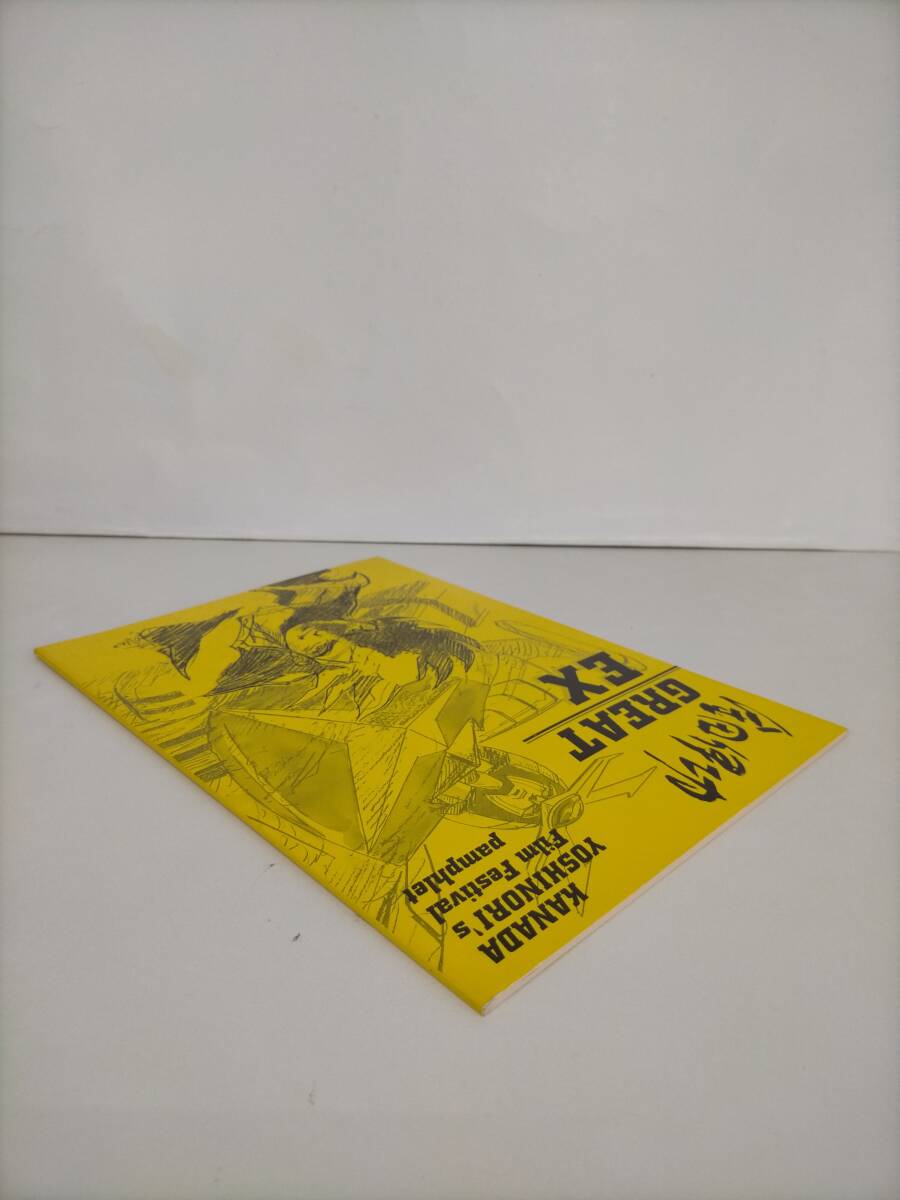 KANADA
YOSHINORI's
Film Festival
pamphlet
GREAT
EX